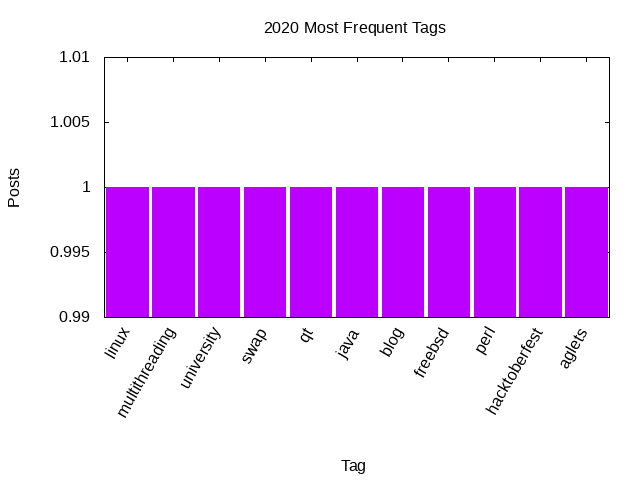 2020 Most Frequent Tags
1.01
1.005
1
0.995
0.99
Posts
linux
multithreading
university
swap
qt
java
blog
freebsd
perl
hacktoberfest
aglets
Tag